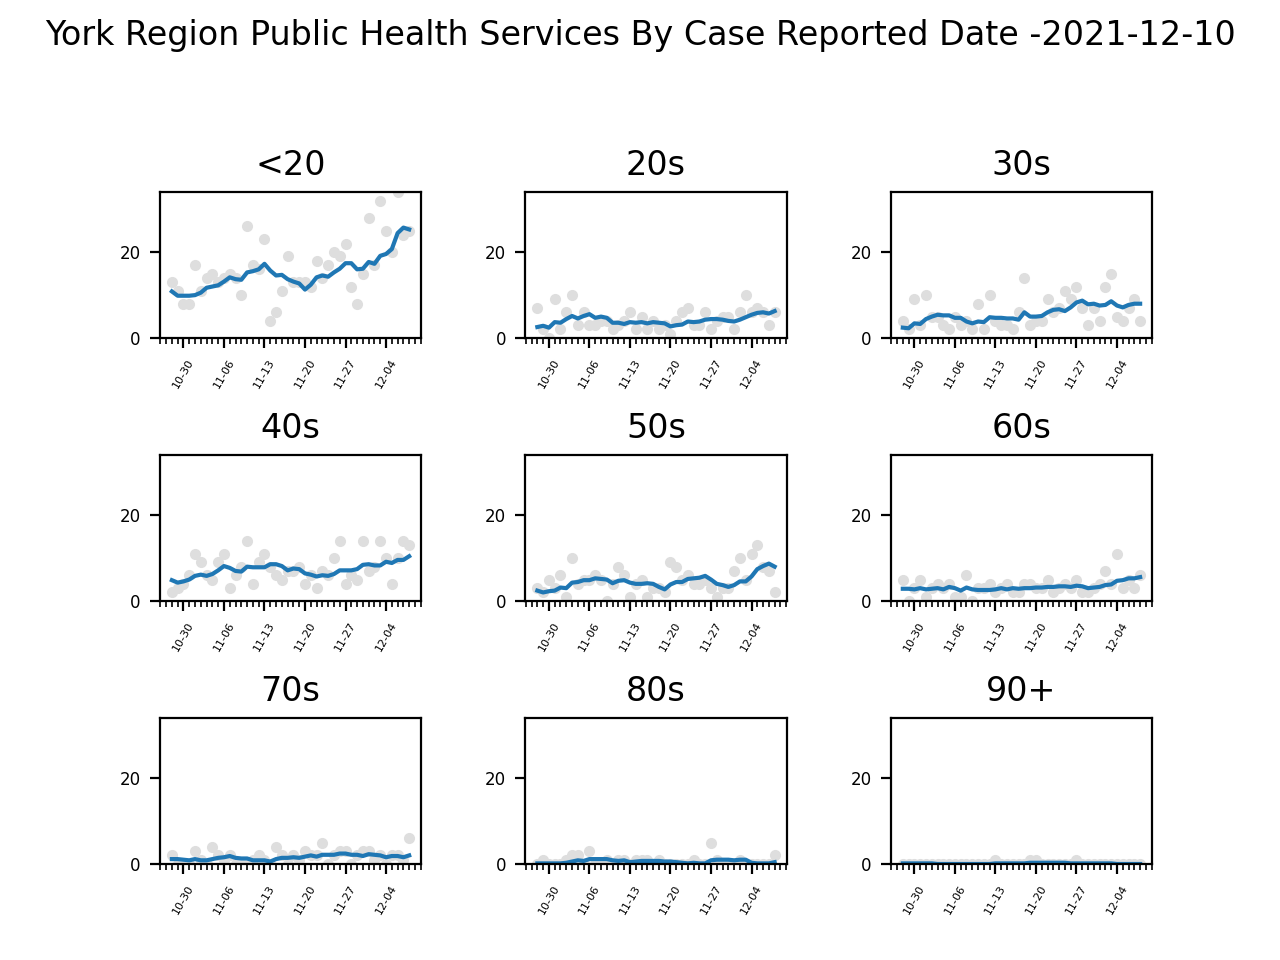 York Region Public Health Services By Case Reported Date -2021-12-10
<20 20s 30s
20 20 20
0 0 0
10-30 11-06 11-13 11-20 11-27 12-04 10-30 11-06 11-13 11-20 11-27 12-04 10-30 11-06 11-13 11-20 11-27 12-04
40s 50s 60s
20 20 20
0 0 0
10-30 11-06 11-13 11-20 11-27 12-04 10-30 11-06 11-13 11-20 11-27 12-04 10-30 11-06 11-13 11-20 11-27 12-04
70s 80s 90+
20 20 20
0 0 0
10-30 11-06 11-13 11-20 11-27 12-04 10-30 11-06 11-13 11-20 11-27 12-04 10-30 11-06 11-13 11-20 11-27 12-04